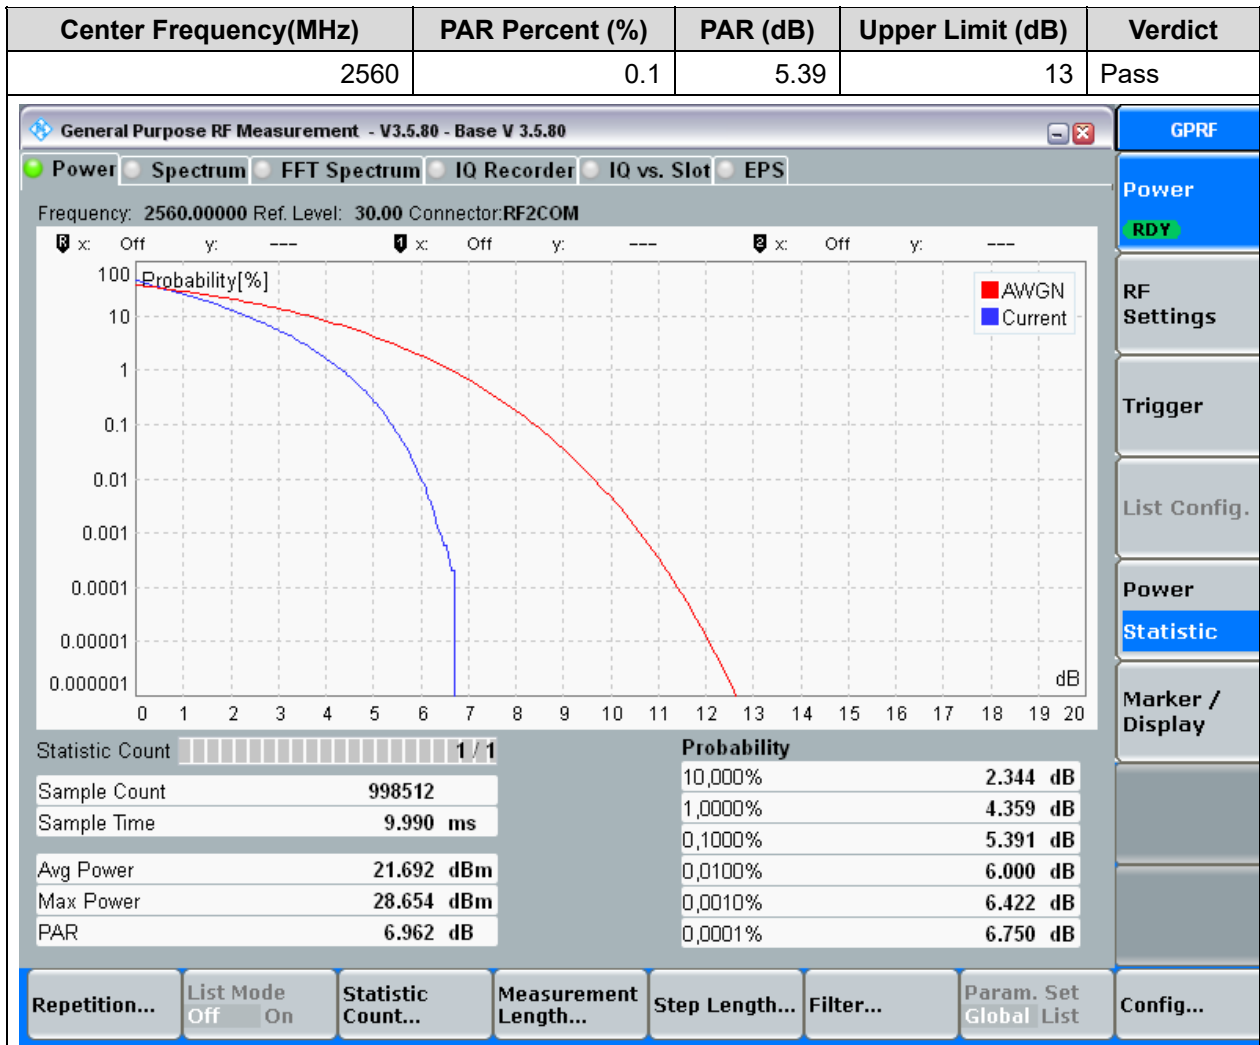 Center Frequency(MHz) PAR Percent (%) PAR (dB) Upper Limit (dB) Verdict
2560 0.1 5.39 13 Pass
General Purpose RF Measurement - V3.5.80 - Base V 3.5.80
GPRF
Power Spectrum FFT Spectrum IQ Recorder IQ vs. Slot EPS
Frequency: 2560.00000 Ref. Level: 30.00 Connector:RF2COM
R x: Off y: --- 1 x: Off y: --- 2 x: Off y: ---
Probability[%]
AWGN
Current
100
10
1
0.1
0.01
0.001
0.0001
0.00001
0.000001
dB
0 1 2 3 4 5 6 7 8 9 10 11 12 13 14 15 16 17 18 19 20
Statistic Count 1 / 1
Sample Count 998512
Sample Time 9.990 ms
Avg Power 21.692 dBm
Max Power 28.654 dBm
PAR 6.962 dB
Probability
10,000% 2.344 dB
1,0000% 4.359 dB
0,1000% 5.391 dB
0,0100% 6.000 dB
0,0010% 6.422 dB
0,0001% 6.750 dB
Power
RDY
RF
Settings
Trigger
List Config.
Power
Statistic
Marker /
Display
Repetition...
List Mode
Off On
Statistic
Count...
Measurement
Length...
Step Length...
Filter...
Param. Set
Global List
Config...